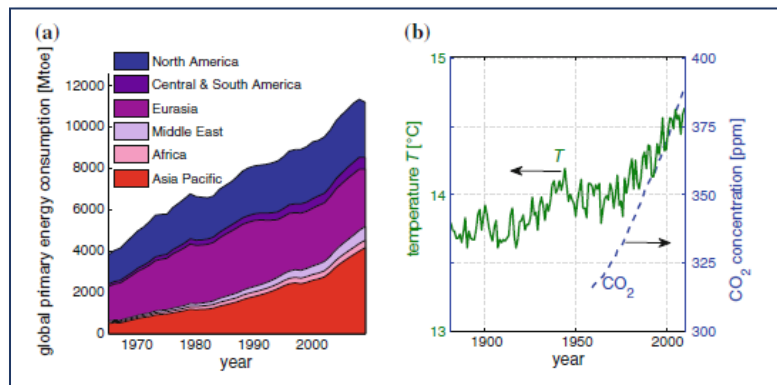 (a)
global primary energy consumption [Mtoe]
12000
10000
8000
6000
4000
2000
0
North America
Central & South America
Eurasia
Middle East
Africa
Asia Pacific
1970 1980 1990 2000
year
(b)
temperature T [°C]
15
14
13
T
CO2
1900 1950 2000
year
400
375
350
325
300
CO2 concentration [ppm]